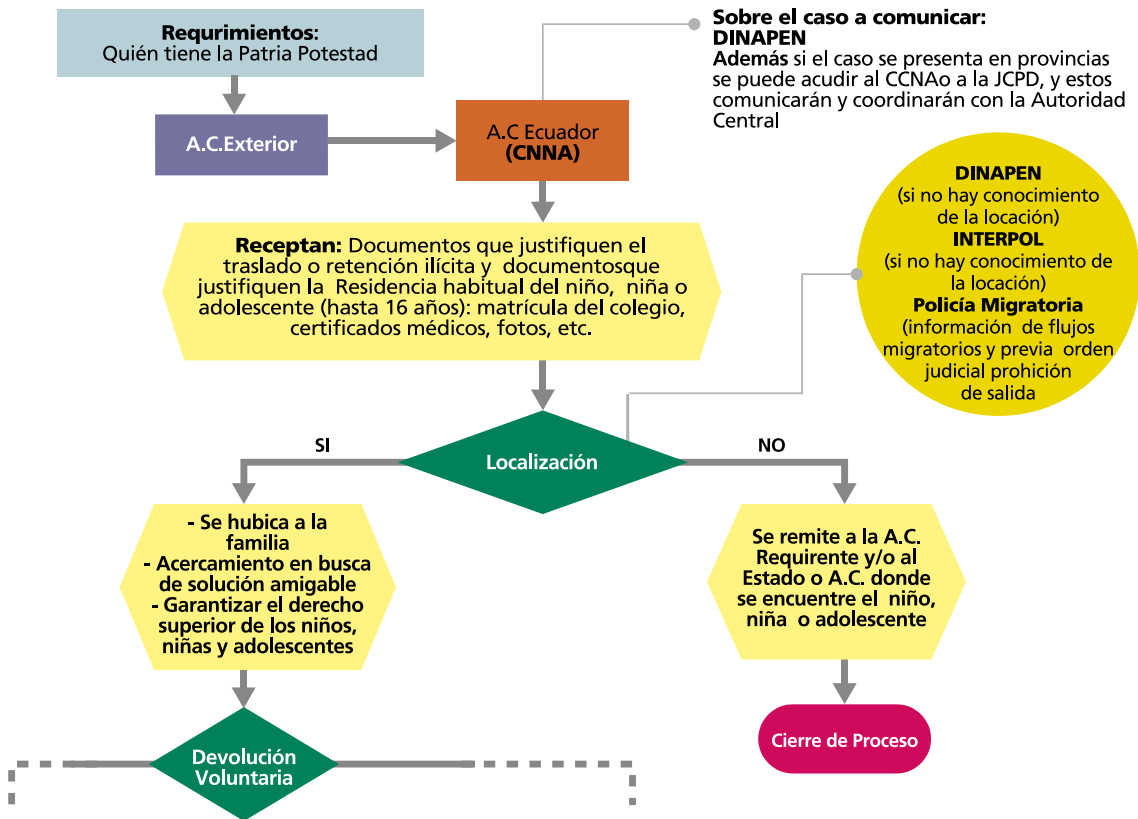 Requrimientos:
Quién tiene la Patria Potestad
Sobre el caso a comunicar:
DINAPEN
Además si el caso se presenta en provincias
se puede acudir al CCNAo a la JCPD, y estos
comunicarán y coordinarán con la Autoridad
Central
A.C.Exterior
A.C Ecuador
(CNNA)
DINAPEN
(si no hay conocimiento
de la locación)
INTERPOL
(si no hay conocimiento de
la locación)
Policía Migratoria
(información de flujos
migratorios y previa orden
judicial prohición
de salida
Receptan: Documentos que justifiquen el
traslado o retención ilícita y documentosque
justifiquen la Residencia habitual del niño, niña o
adolescente (hasta 16 años): matrícula del colegio,
certificados médicos, fotos, etc.
Localización
SI
NO
- Se hubica a la
familia
- Acercamiento en busca
de solución amigable
- Garantizar el derecho
superior de los niños,
niñas y adolescentes
Se remite a la A.C.
Requirente y/o al
Estado o A.C. donde
se encuentre el niño,
niña o adolescente
Devolución
Voluntaria
Cierre de Proceso